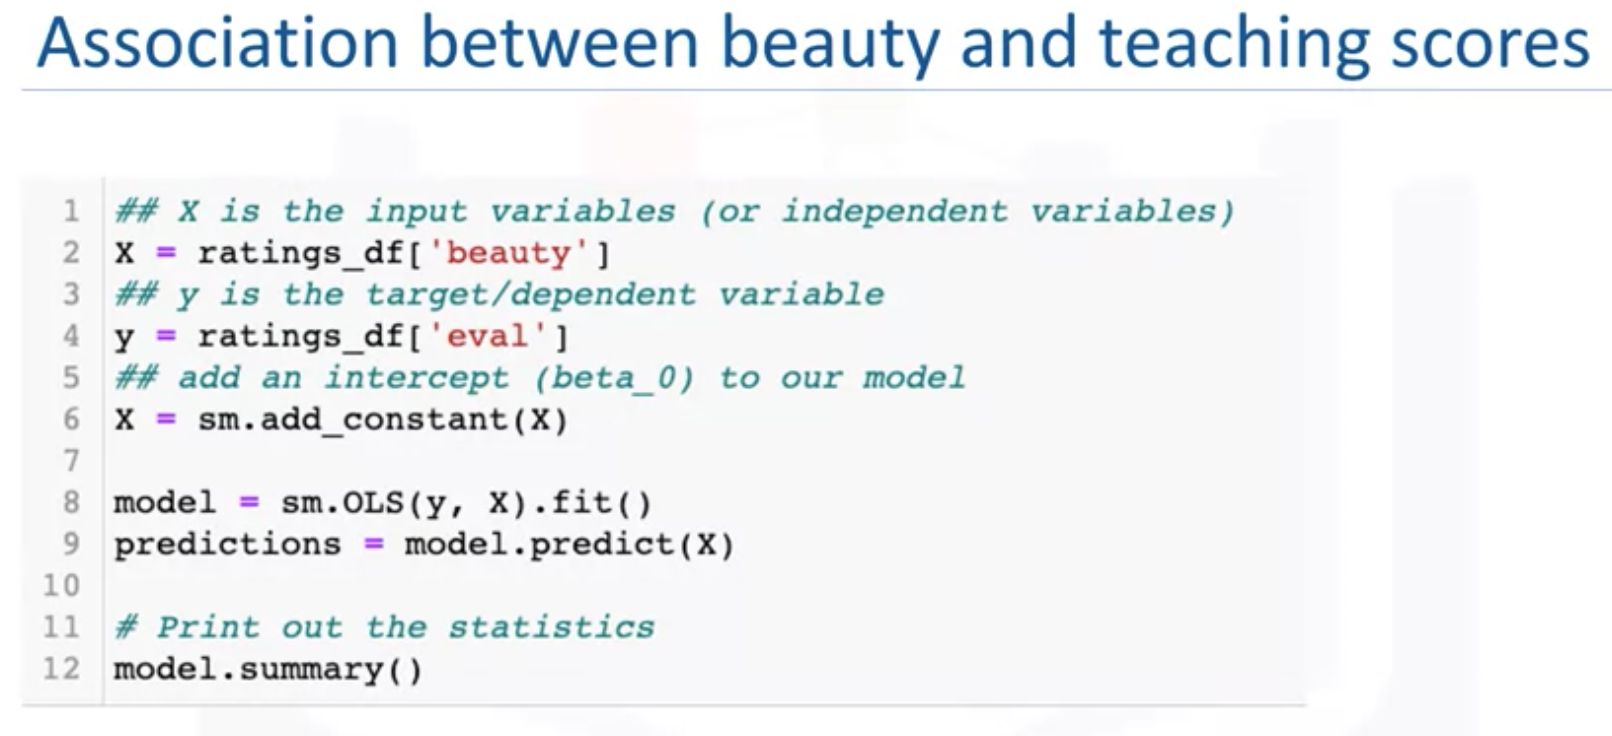 Association between beauty and teaching scores
1 ## X is the input variables (or independent variables)
2 X = ratings_df['beauty']
3 ## y is the target/dependent variable
4 y = ratings_df['eval']
5 ## add an intercept (beta_0) to our model
6 X = sm.add_constant(X)
7
8 model = sm.OLS(y, X).fit()
9 predictions = model.predict(X)
10
11 # Print out the statistics
12 model.summary()